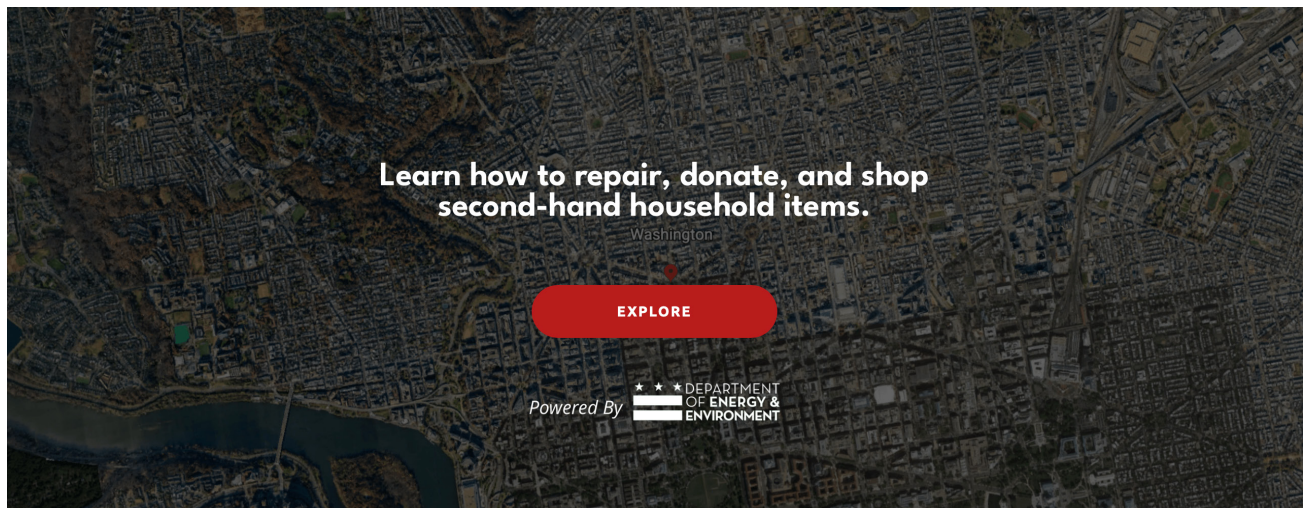 Learn how to repair, donate, and shop
second-hand household items.
Washington
EXPLORE
Powered By
DEPARTMENT
OF ENERGY &
ENVIRONMENT